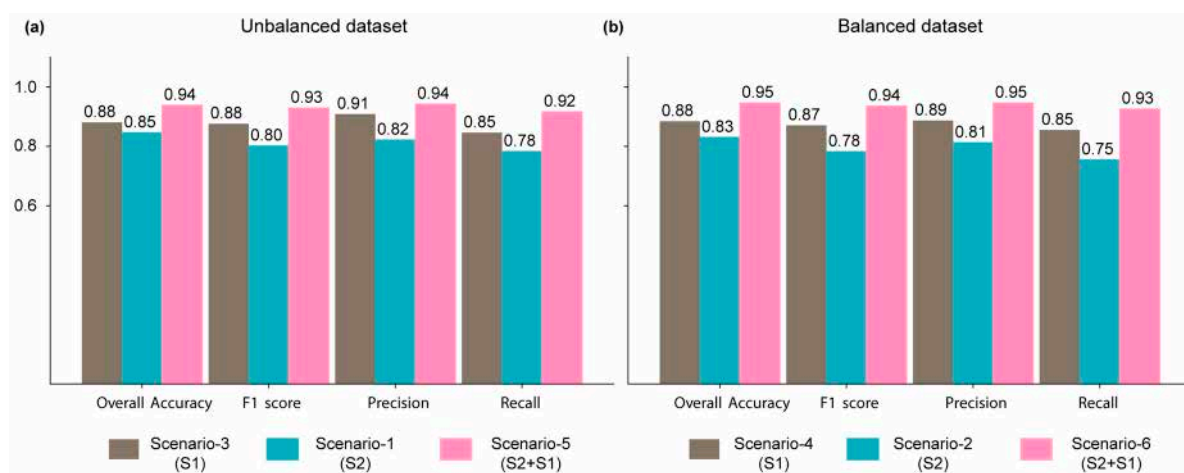 (a) Unbalanced dataset
1.0
0.8
0.6
0.88 0.85 0.94 0.88 0.80 0.93 0.91 0.82 0.94 0.85 0.78 0.92
Overall Accuracy F1 score Precision Recall
Scenario-3 (S1)
Scenario-1 (S2)
Scenario-5 (S2+S1)
(b) Balanced dataset
0.88 0.83 0.95 0.87 0.78 0.94 0.89 0.81 0.95 0.85 0.75 0.93
Overall Accuracy F1 score Precision Recall
Scenario-4 (S1)
Scenario-2 (S2)
Scenario-6 (S2+S1)